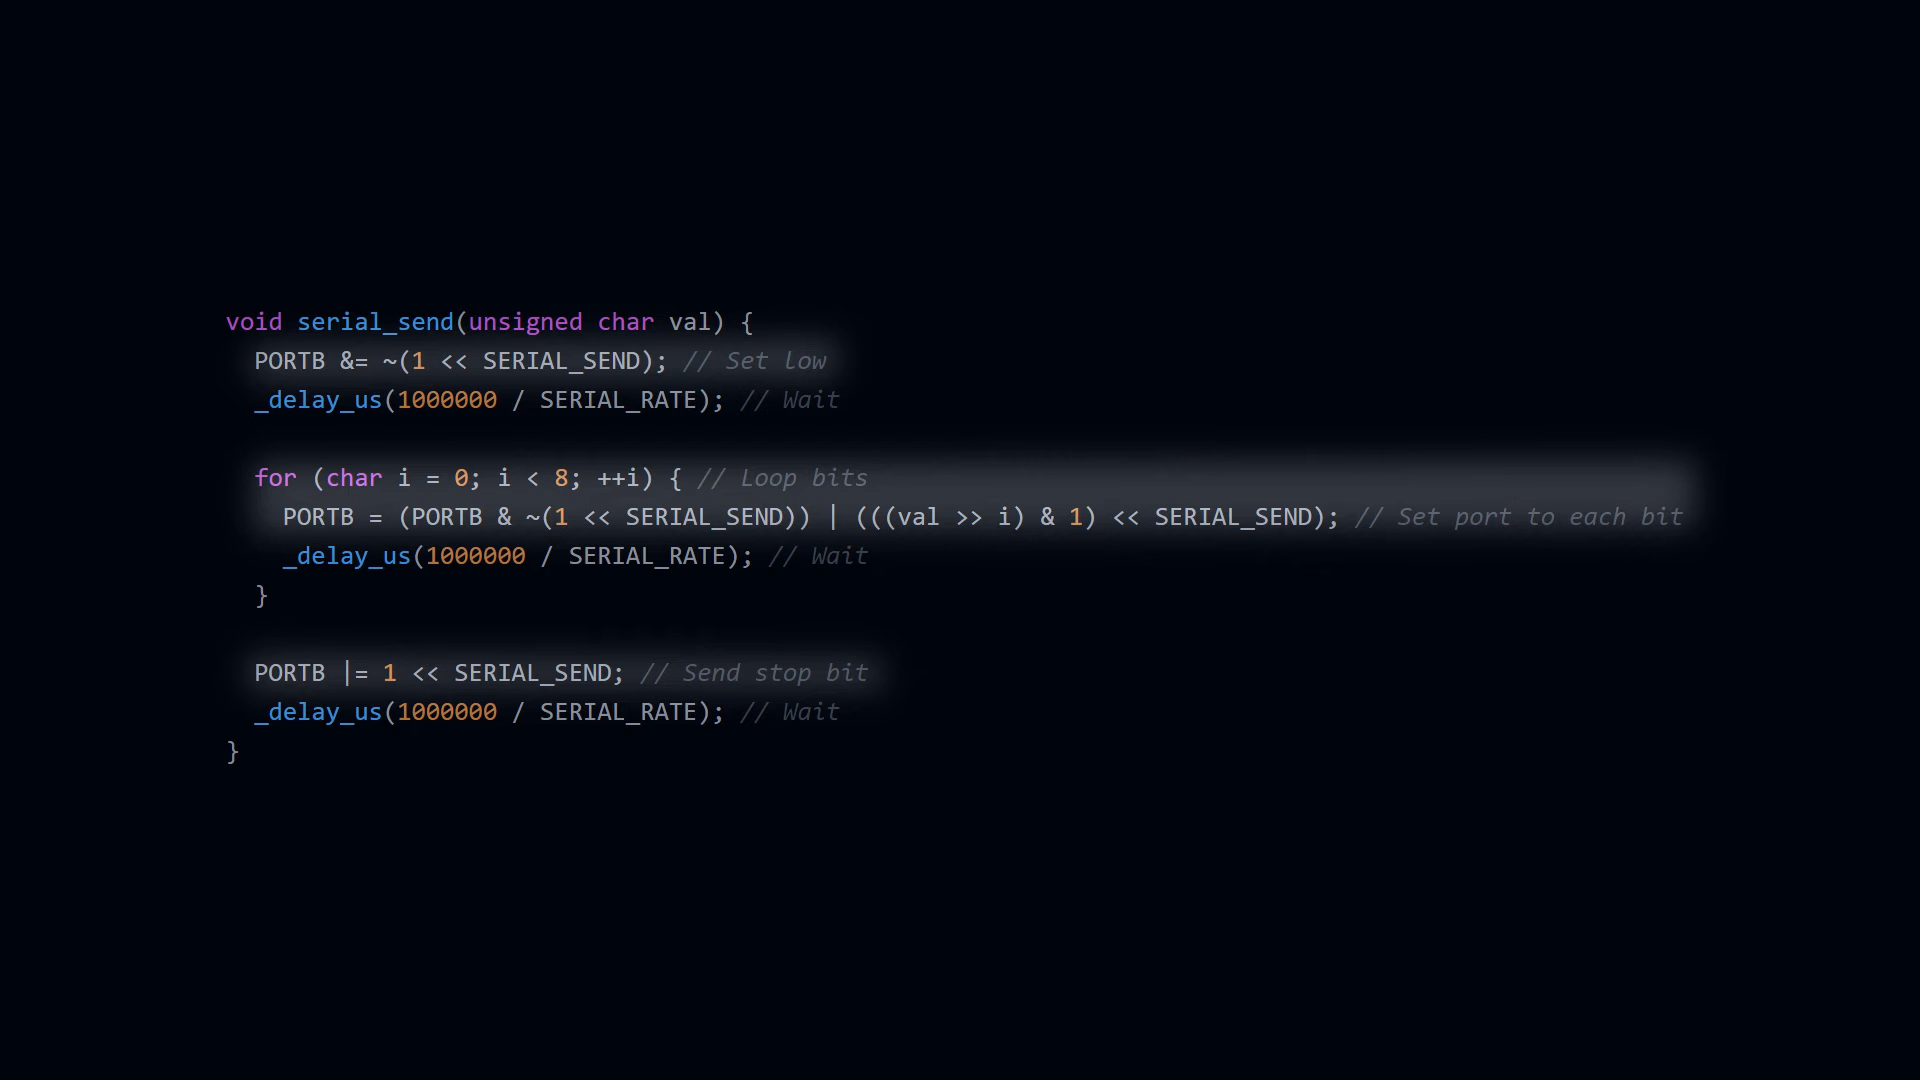 void serial_send(unsigned char val) {
  PORTB &= ~(1 << SERIAL_SEND); // Set low
  _delay_us(1000000 / SERIAL_RATE); // Wait

  for (char i = 0; i < 8; ++i) { // Loop bits
    PORTB = (PORTB & ~(1 << SERIAL_SEND)) | (((val >> i) & 1) << SERIAL_SEND); // Set port to each bit
    _delay_us(1000000 / SERIAL_RATE); // Wait
  }

  PORTB |= 1 << SERIAL_SEND; // Send stop bit
  _delay_us(1000000 / SERIAL_RATE); // Wait
}